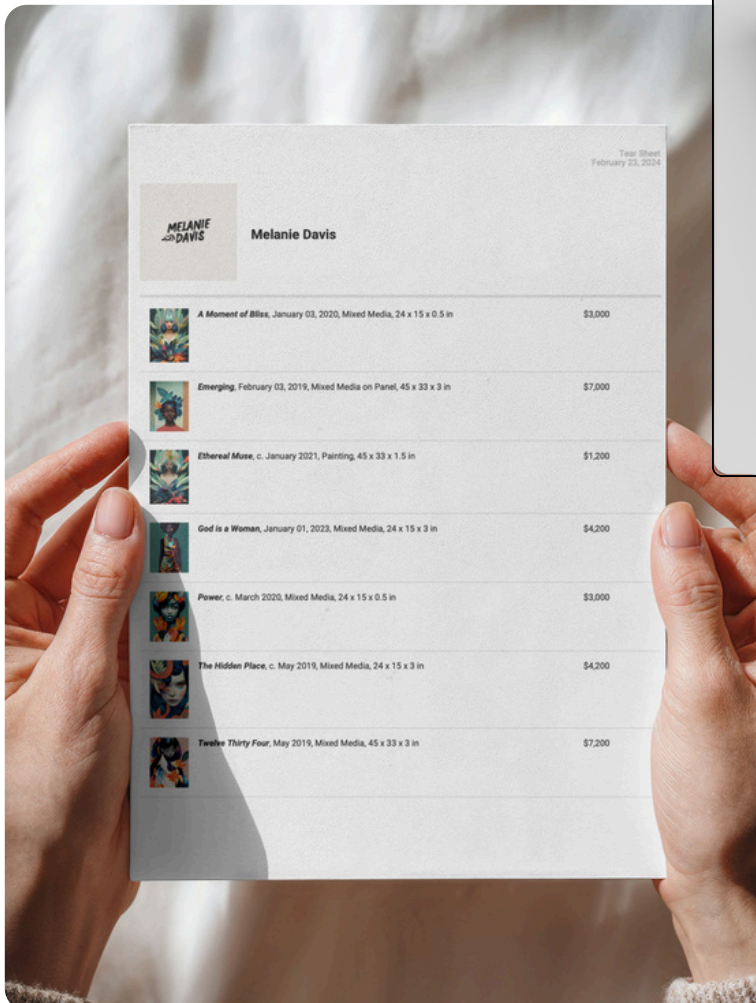 Tear Sheet
February 23, 2024
MELANIE
DAVIS
Melanie Davis
A Moment of Bliss, January 03, 2020, Mixed Media, 24 x 15 x 0.5 in $3,000
Emerging, February 03, 2019, Mixed Media on Panel, 45 x 33 x 3 in $7,000
Ethereal Muse, c. January 2021, Painting, 45 x 33 x 1.5 in $1,200
God is a Woman, January 01, 2023, Mixed Media, 24 x 15 x 3 in $4,200
Power, c. March 2020, Mixed Media, 24 x 15 x 0.5 in $3,000
The Hidden Place, c. May 2019, Mixed Media, 24 x 15 x 3 in $4,200
Twelve Thirty Four, May 2019, Mixed Media, 45 x 33 x 3 in $7,200